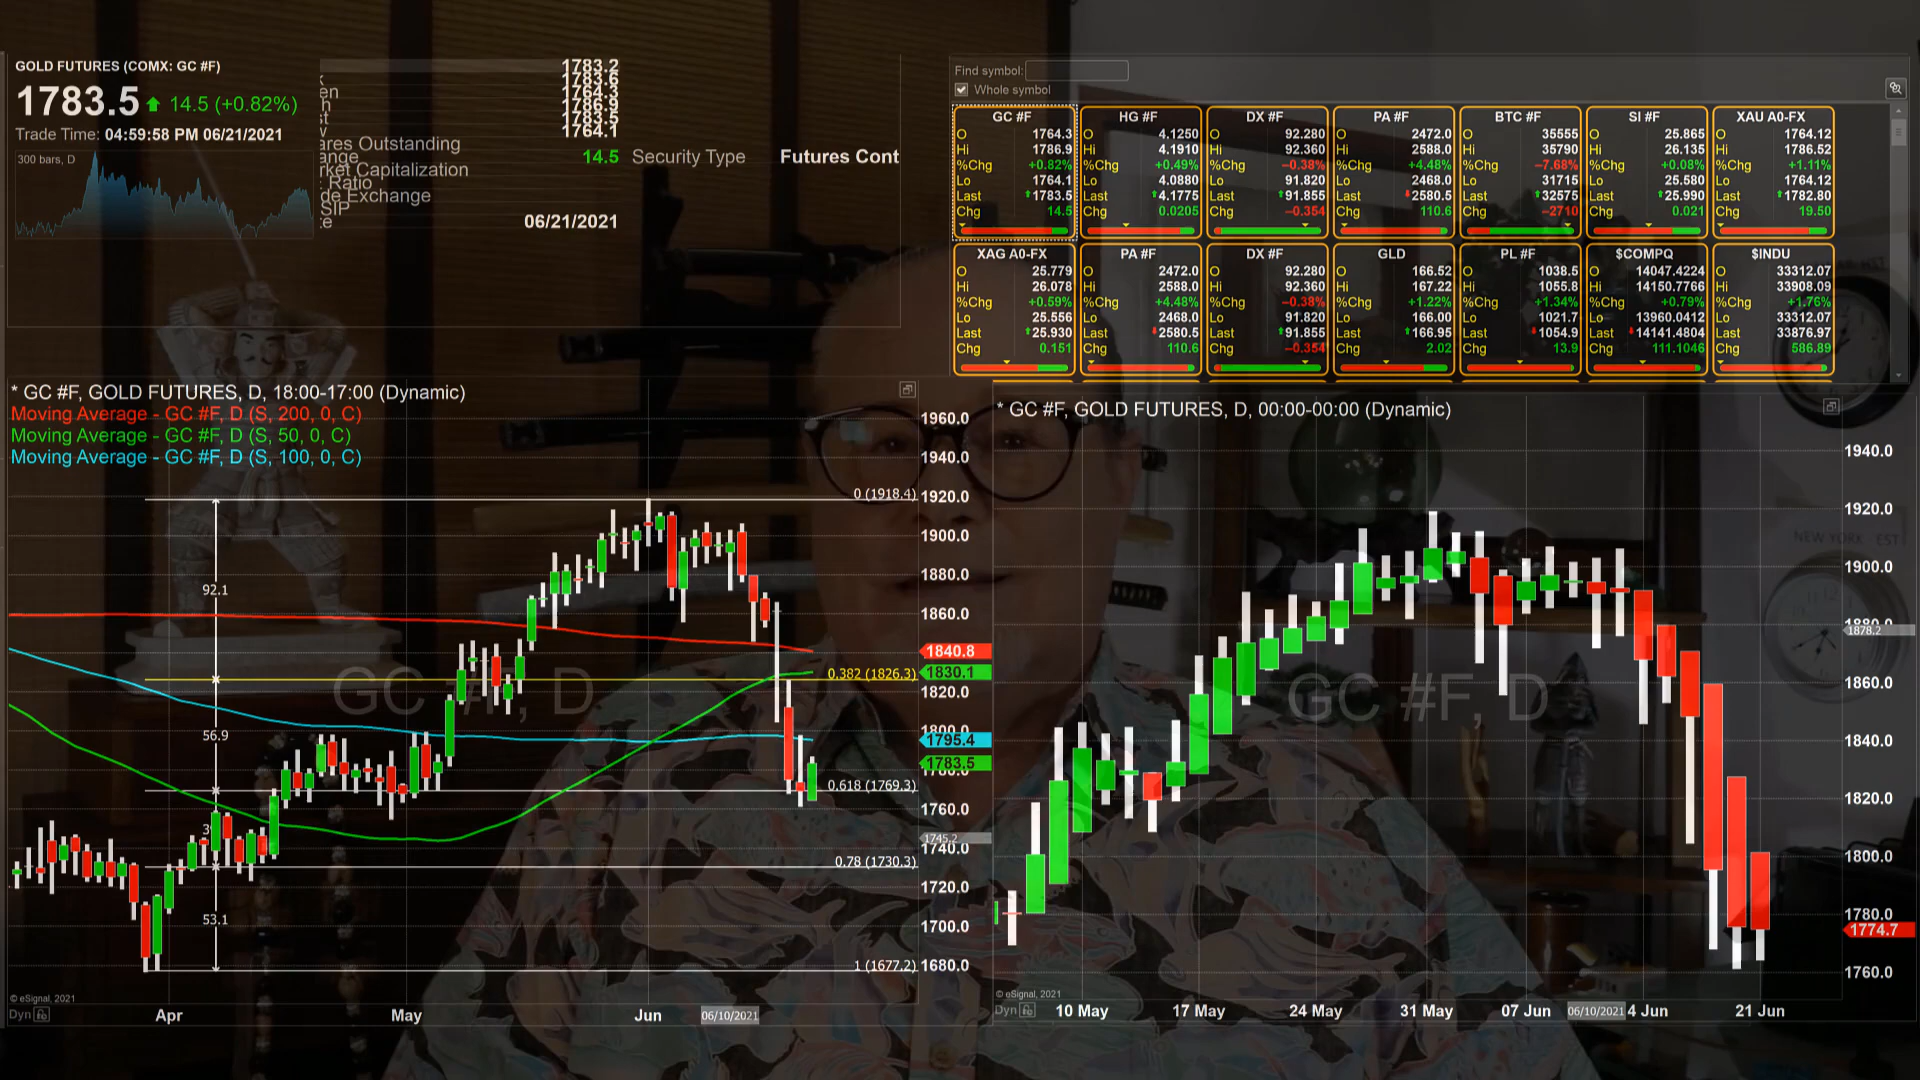 GOLD FUTURES (COMX: GC #F)
1783.5 14.5 (+0.82%)
Trade Time: 04:59:58 PM 06/21/2021
300 bars, D
1783.2
1783.6
1764.3
1786.9
1783.5
1764.1
ares Outstanding
14.5 Security Type Futures Cont
rket Capitalization
Ratio
de Exchange
SIP
06/21/2021
Find symbol:
Whole symbol
GC #F HG #F DX #F PA #F BTC #F SI #F XAU A0-FX
O 1764.3 O 4.1250 O 92.280 O 2472.0 O 35555 O 25.865 O 1764.12
Hi 1786.9 Hi 4.1910 Hi 92.360 Hi 2588.0 Hi 35790 Hi 26.135 Hi 1786.52
%Chg +0.82% %Chg +0.49% %Chg −0.38% %Chg +4.48% %Chg −7.68% %Chg +0.08% %Chg +1.11%
Lo 1764.1 Lo 4.0880 Lo 91.820 Lo 2468.0 Lo 31715 Lo 25.580 Lo 1764.12
Last 1783.5 Last 4.1775 Last 91.855 Last 2580.5 Last 32575 Last 25.990 Last 1782.80
Chg 14.5 Chg 0.0205 Chg −0.354 Chg 110.6 Chg −2710 Chg 0.021 Chg 19.50
XAG A0-FX PA #F DX #F GLD PL #F $COMPQ $INDU
O 25.779 O 2472.0 O 92.280 O 166.52 O 1038.5 O 14047.4224 O 33312.07
Hi 26.078 Hi 2588.0 Hi 92.360 Hi 167.22 Hi 1055.8 Hi 14150.7766 Hi 33908.09
%Chg +0.59% %Chg +4.48% %Chg −0.38% %Chg +1.22% %Chg +1.34% %Chg +0.79% %Chg +1.76%
Lo 25.556 Lo 2468.0 Lo 91.820 Lo 166.00 Lo 1021.7 Lo 13960.0412 Lo 33312.07
Last 25.930 Last 2580.5 Last 91.855 Last 166.95 Last 1054.9 Last 14141.4804 Last 33876.97
Chg 0.151 Chg 110.6 Chg −0.354 Chg 2.02 Chg 13.9 Chg 111.1046 Chg 586.89
* GC #F, GOLD FUTURES, D, 18:00-17:00 (Dynamic)
Moving Average - GC #F, D (S, 200, 0, C)
Moving Average - GC #F, D (S, 50, 0, C)
Moving Average - GC #F, D (S, 100, 0, C)
1960.0
1940.0
0 (1918.4) 1920.0
1900.0
1880.0
92.1
1860.0
1840.8
0.382 (1826.3) 1830.1
GC #F, D
1820.0
56.9
1800.0
1795.4
1783.5
1780.0
0.618 (1769.3)
1760.0
1745.2
1740.0
0.78 (1730.3)
1720.0
53.1
1700.0
1 (1677.2) 1680.0
© eSignal, 2021
Dyn Apr May Jun 06/10/2021
* GC #F, GOLD FUTURES, D, 00:00-00:00 (Dynamic)
1940.0
1920.0
NEW YORK - EST
1900.0
1880.0
1878.2
1860.0
GC #F, D
1840.0
1820.0
1800.0
1780.0
1774.7
1760.0
© eSignal, 2021
Dyn 10 May 17 May 24 May 31 May 07 Jun 06/10/2021 4 Jun 21 Jun